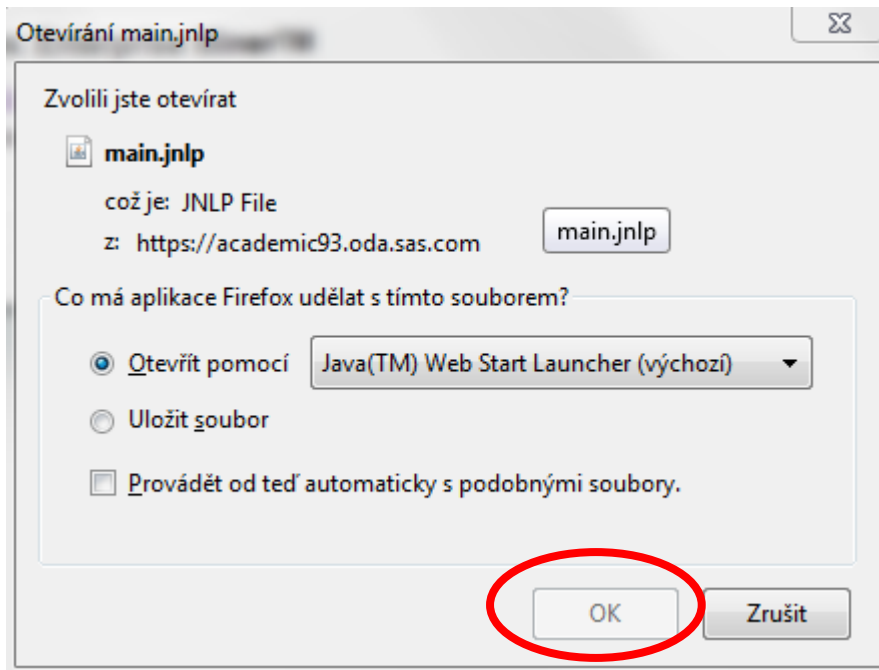 Otevírání main.jnlp
Zvolili jste otevírat
main.jnlp
což je: JNLP File
z: https://academic93.oda.sas.com
main.jnlp
Co má aplikace Firefox udělat s tímto souborem?
Otevřít pomocí Java(TM) Web Start Launcher (výchozí)
Uložit soubor
Provádět od teď automaticky s podobnými soubory.
OK Zrušit